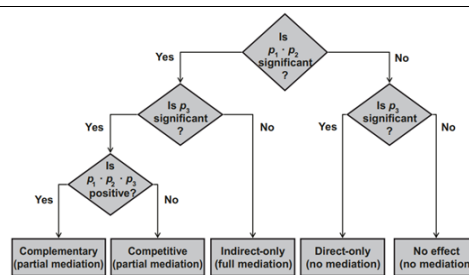 Is
p₁ · p₂
significant
?
Yes
No
Is p₃
significant
?
Is p₃
significant
?
Yes
No
Yes
No
Is
p₁ · p₂ · p₃
positive?
Yes
No
Complementary
(partial mediation)
Competitive
(partial mediation)
Indirect-only
(full mediation)
Direct-only
(no mediation)
No effect
(no mediation